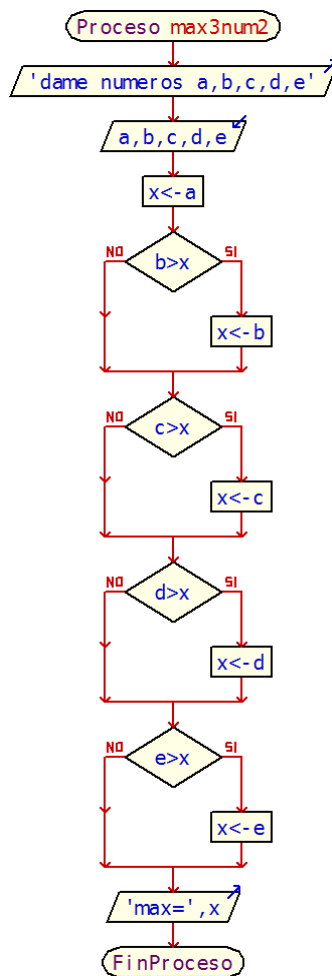 Proceso max3num2
'dame numeros a,b,c,d,e'
a,b,c,d,e
x<-a
NO
b>x
SI
x<-b
NO
c>x
SI
x<-c
NO
d>x
SI
x<-d
NO
e>x
SI
x<-e
'max=',x
FinProceso